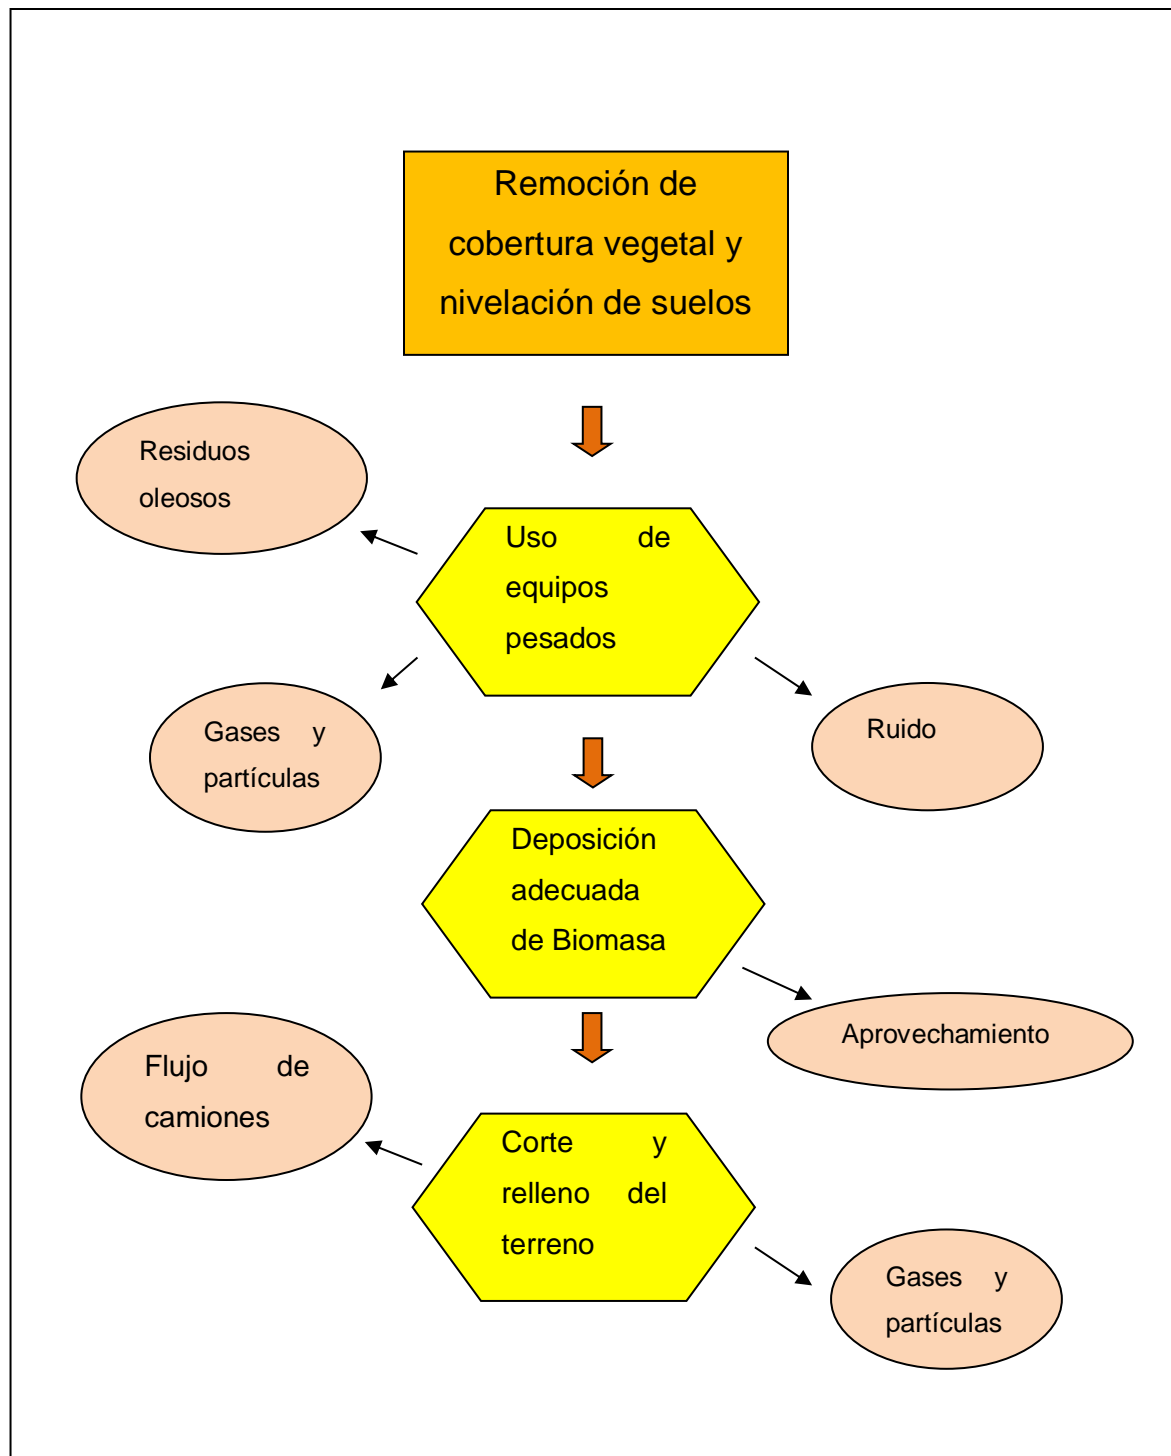 Remoción de
cobertura vegetal y
nivelación de suelos
Residuos
oleosos
Uso de
equipos
pesados
Gases y
partículas
Ruido
Deposición
adecuada
de Biomasa
Aprovechamiento
Flujo de
camiones
Corte y
relleno del
terreno
Gases y
partículas